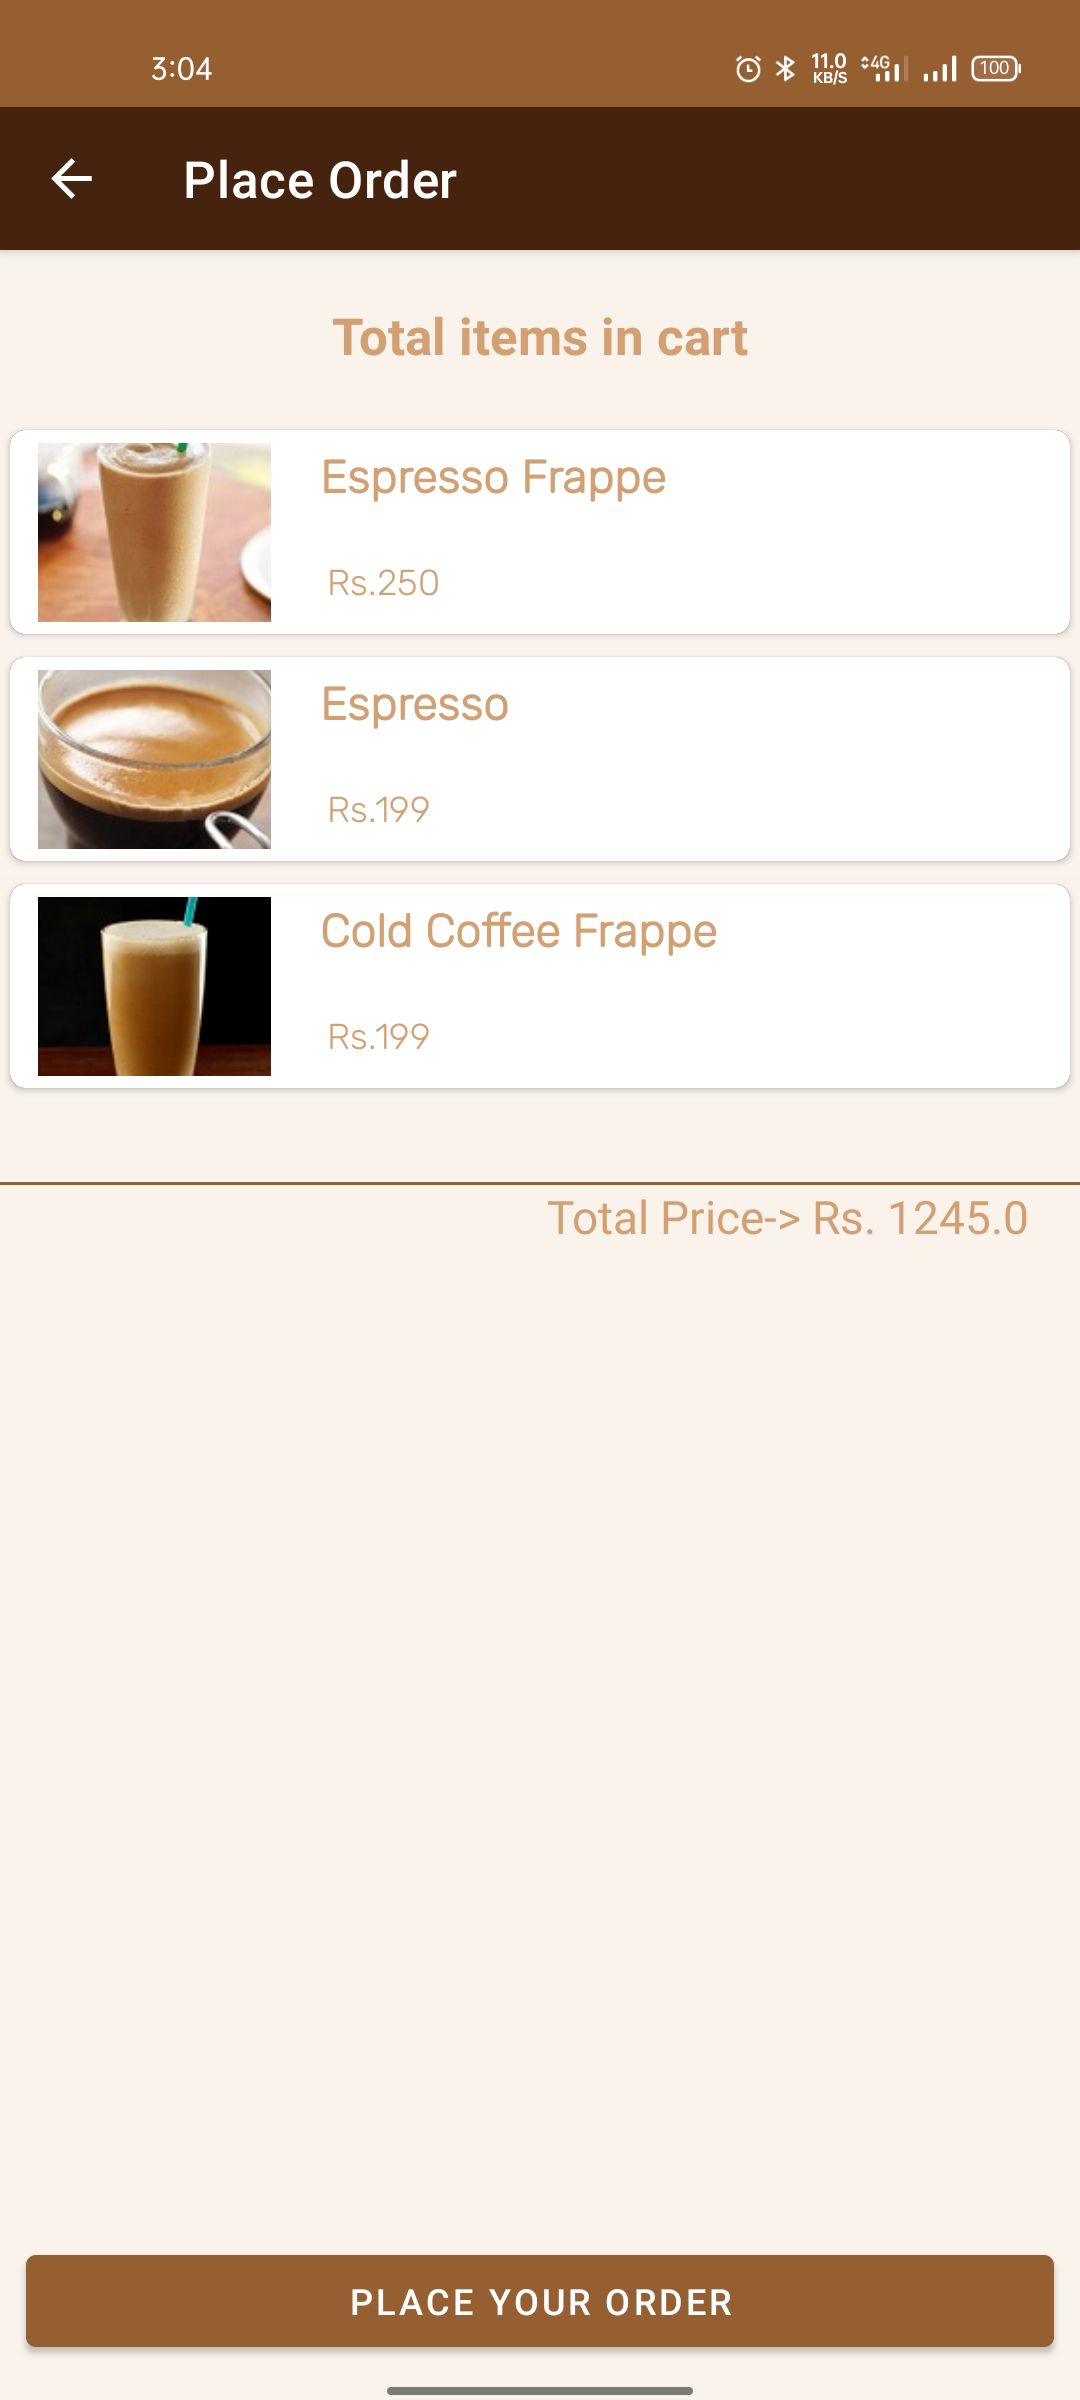 3:04
11.0
KB/S
4G
100
Place Order
Total items in cart
Espresso Frappe
Rs.250
Espresso
Rs.199
Cold Coffee Frappe
Rs.199
Total Price-> Rs. 1245.0
PLACE YOUR ORDER